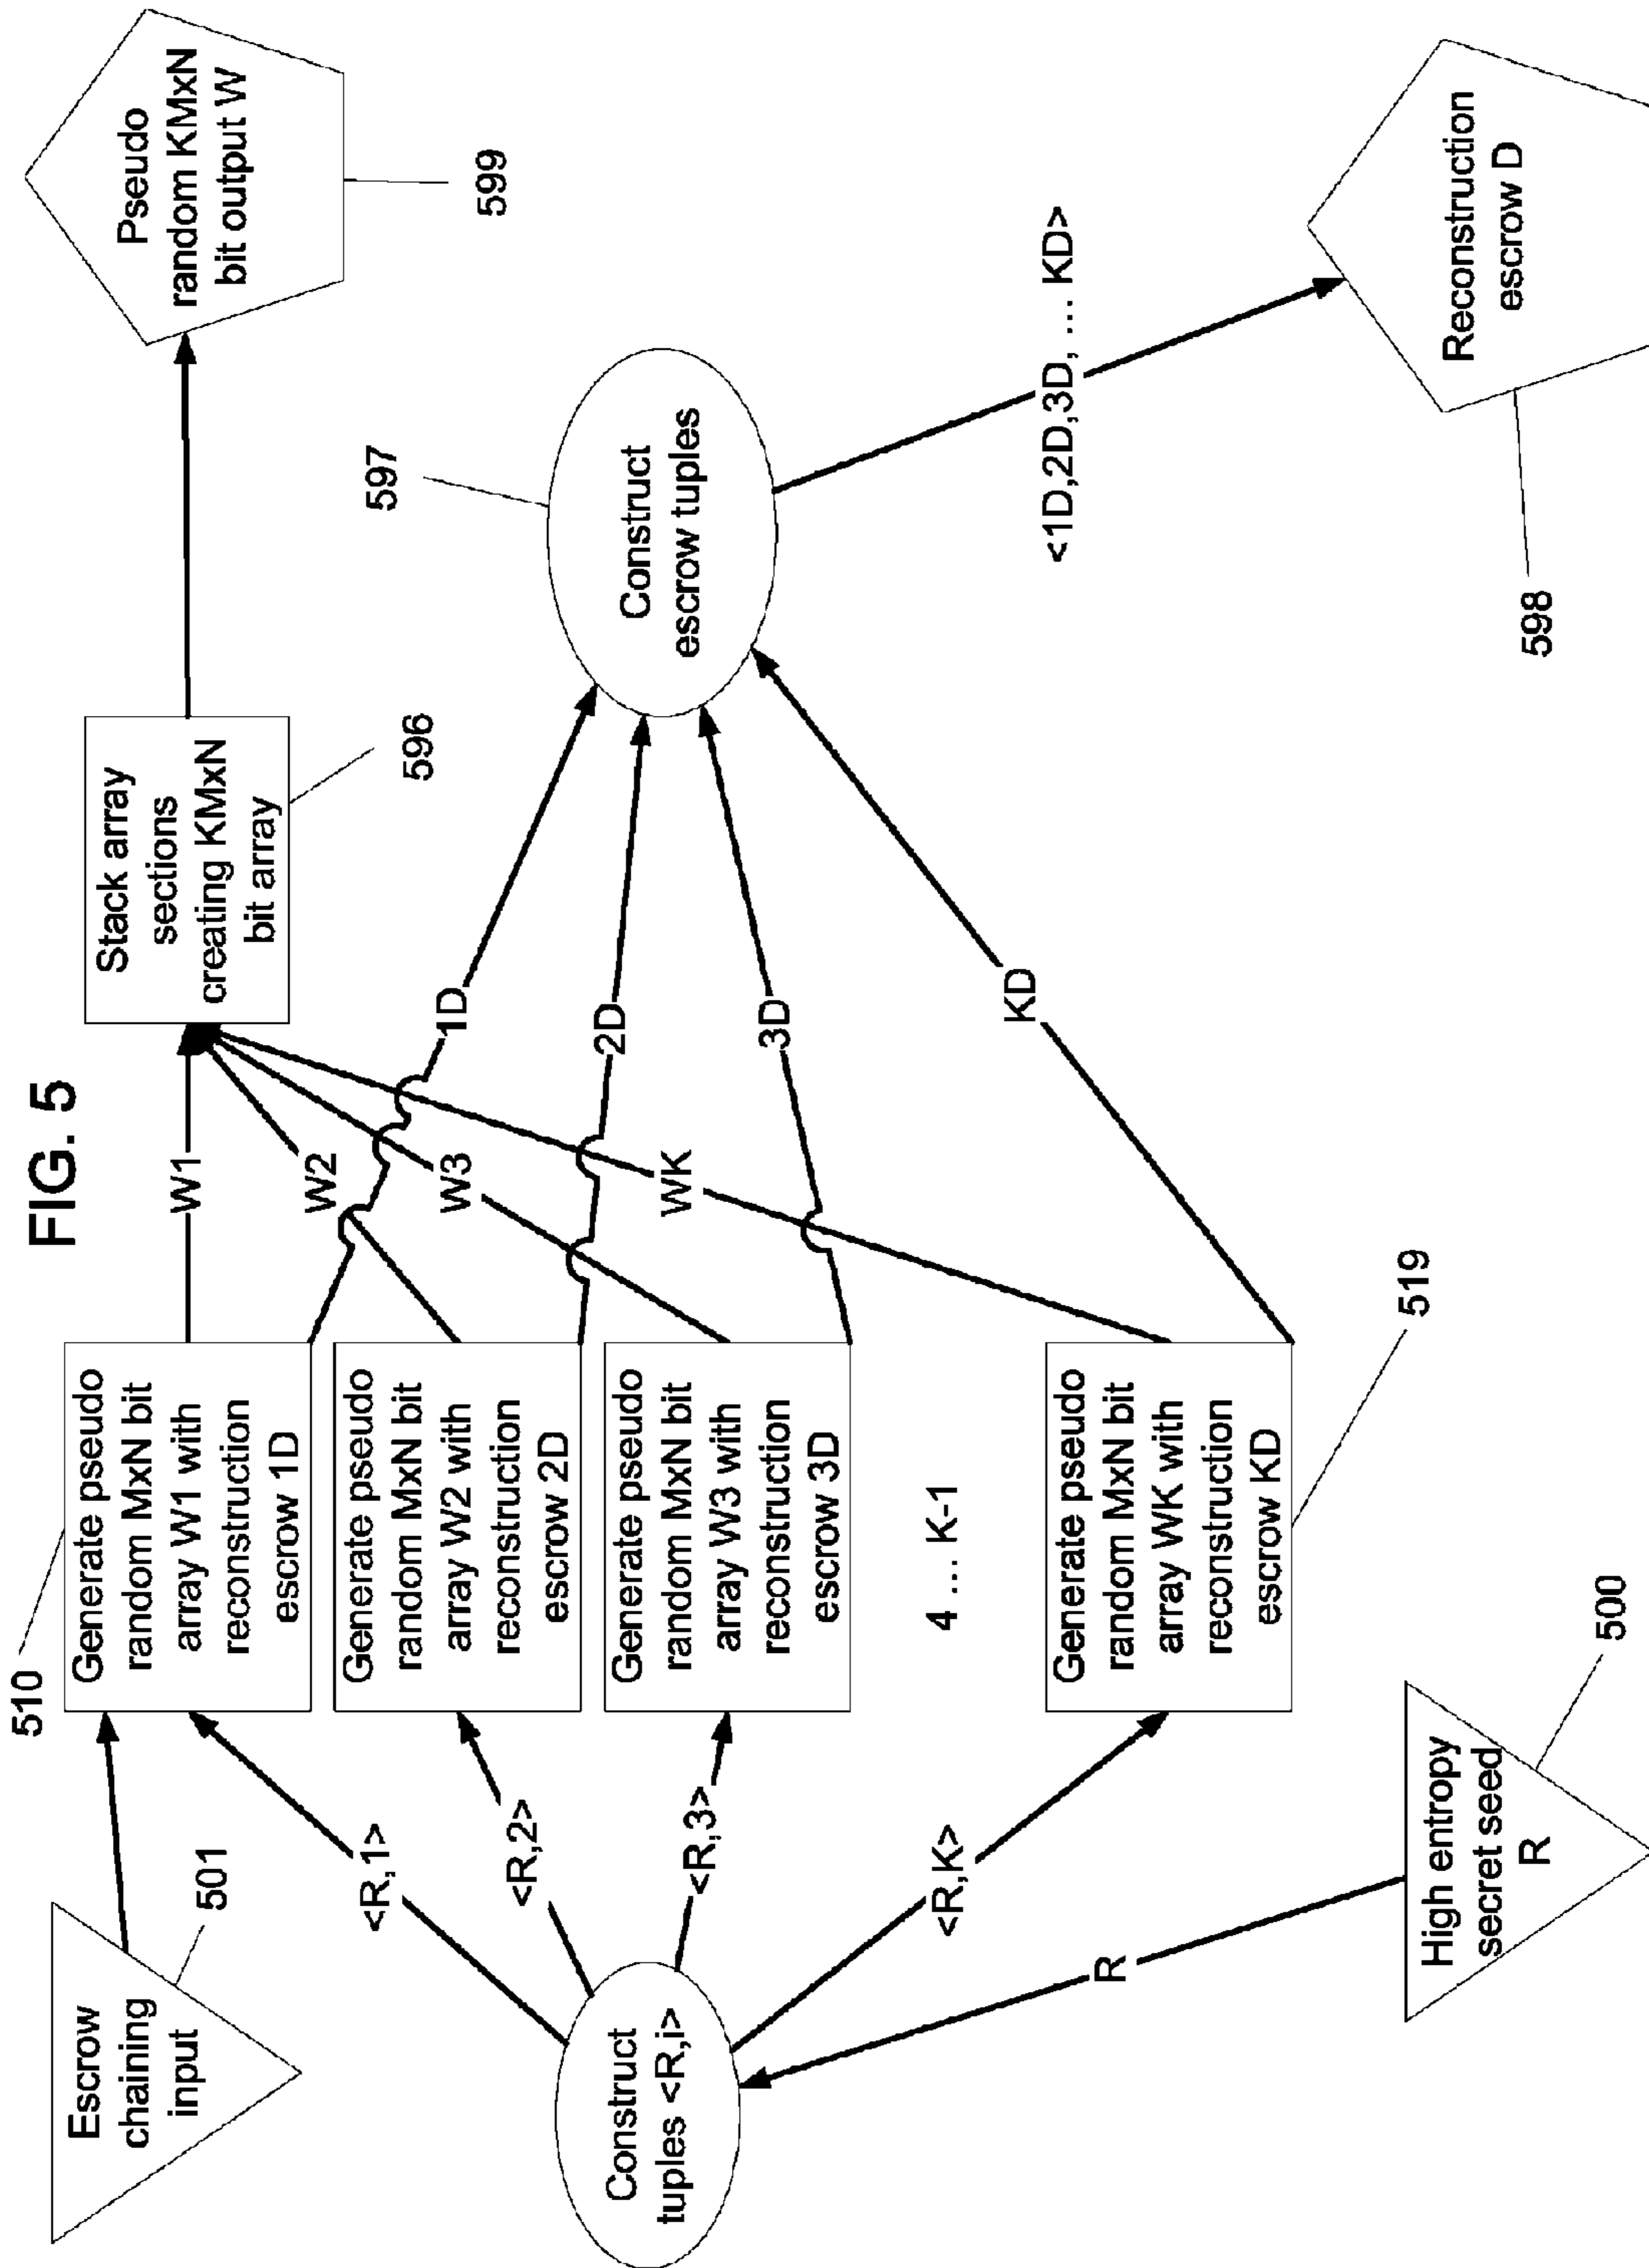 FIG. 5
Escrow
chaining
input
501
Construct
tuples <R,i>
High entropy
secret seed
R
500
R
<R,1>
<R,2>
<R,3>
<R,K>
510
Generate pseudo
random MxN bit
array W1 with
reconstruction
escrow 1D
Generate pseudo
random MxN bit
array W2 with
reconstruction
escrow 2D
Generate pseudo
random MxN bit
array W3 with
reconstruction
escrow 3D
4 ... K-1
Generate pseudo
random MxN bit
array WK with
reconstruction
escrow KD
519
W1
W2
W3
WK
1D
2D
3D
KD
Stack array
sections
creating KMxN
bit array
596
Construct
escrow tuples
597
<1D,2D,3D, ... KD>
Pseudo
random KMxN
bit output W
599
Reconstruction
escrow D
598